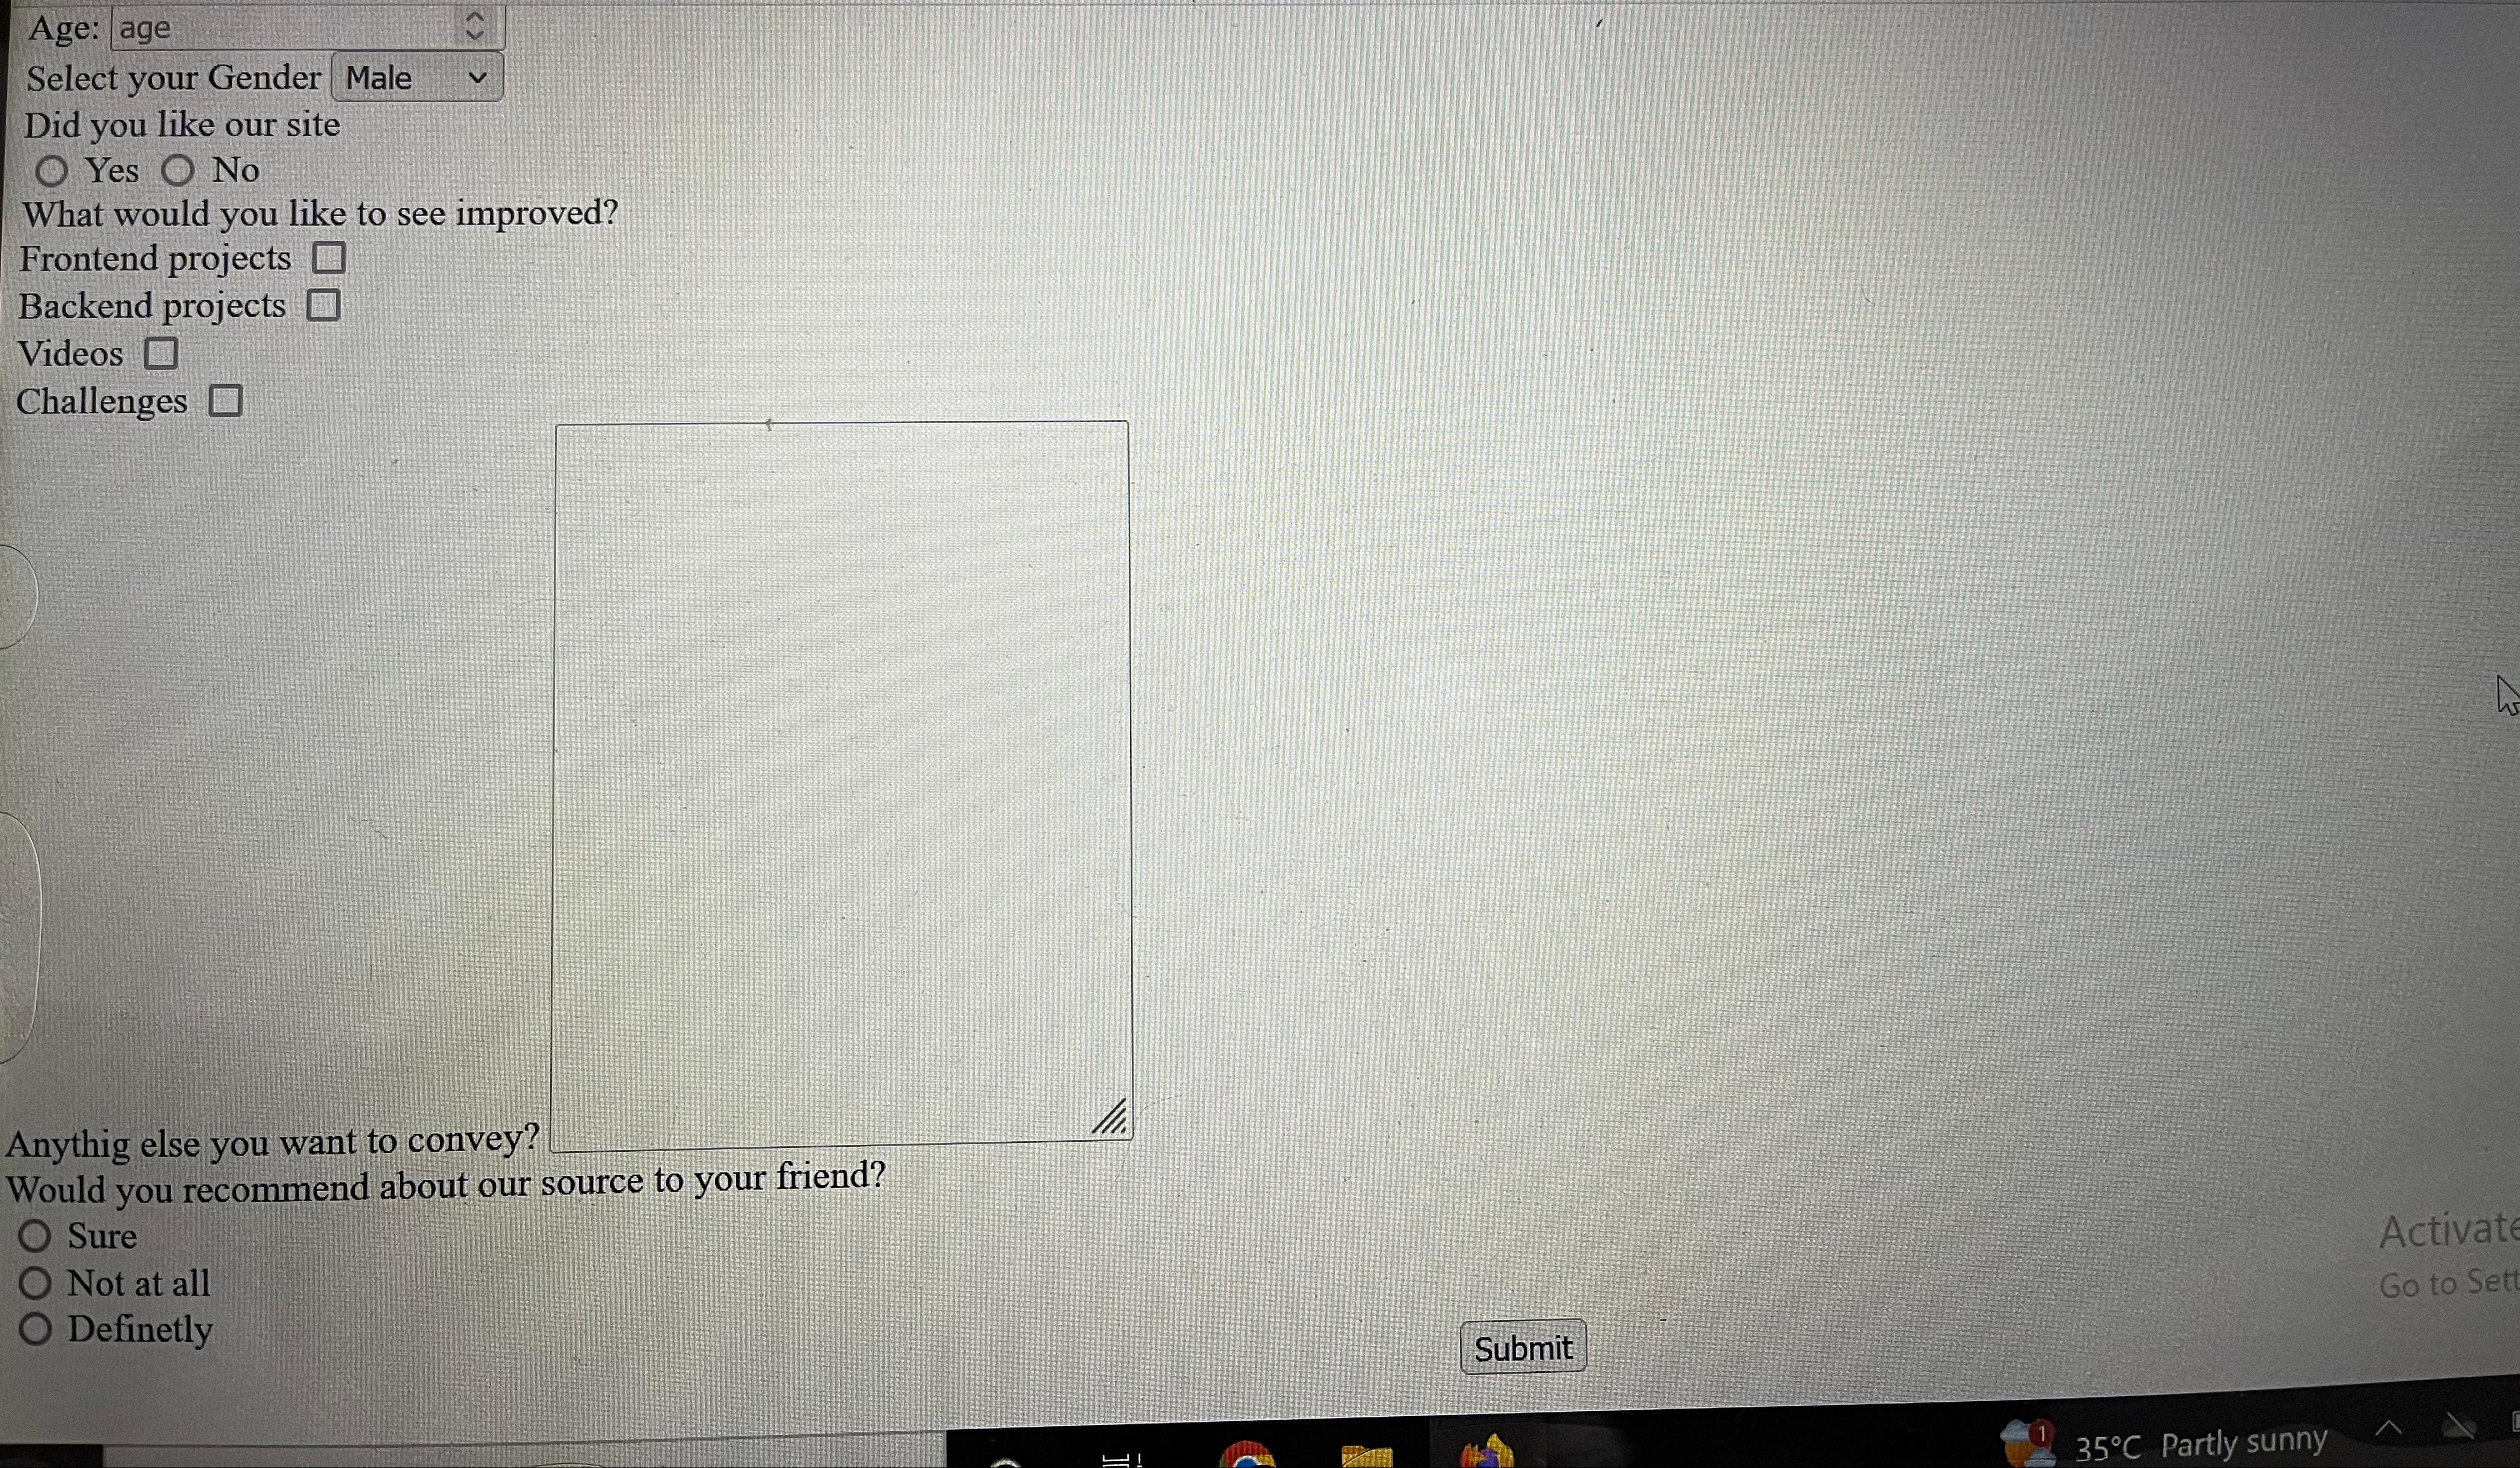 Age: age
Select your Gender Male
Did you like our site
Yes No
What would you like to see improved?
Frontend projects
Backend projects
Videos
Challenges
Anythig else you want to convey?
Would you recommend about our source to your friend?
Sure
Not at all
Definetly
Submit
Activate
Go to Sett
1
35°C Partly sunny